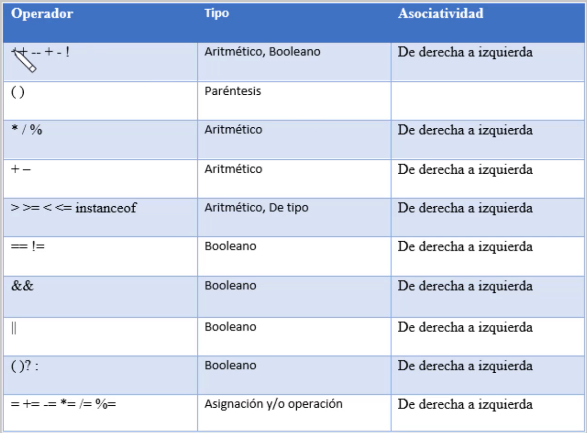 Operador Tipo Asociatividad
++ -- + - ! Aritmético, Booleano De derecha a izquierda
( ) Paréntesis
* / % Aritmético De derecha a izquierda
+ – Aritmético De derecha a izquierda
> >= < <= instanceof Aritmético, De tipo De derecha a izquierda
== != Booleano De derecha a izquierda
&& Booleano De derecha a izquierda
|| Booleano De derecha a izquierda
( )? : Booleano De derecha a izquierda
= += -= *= /= %= Asignación y/o operación De derecha a izquierda